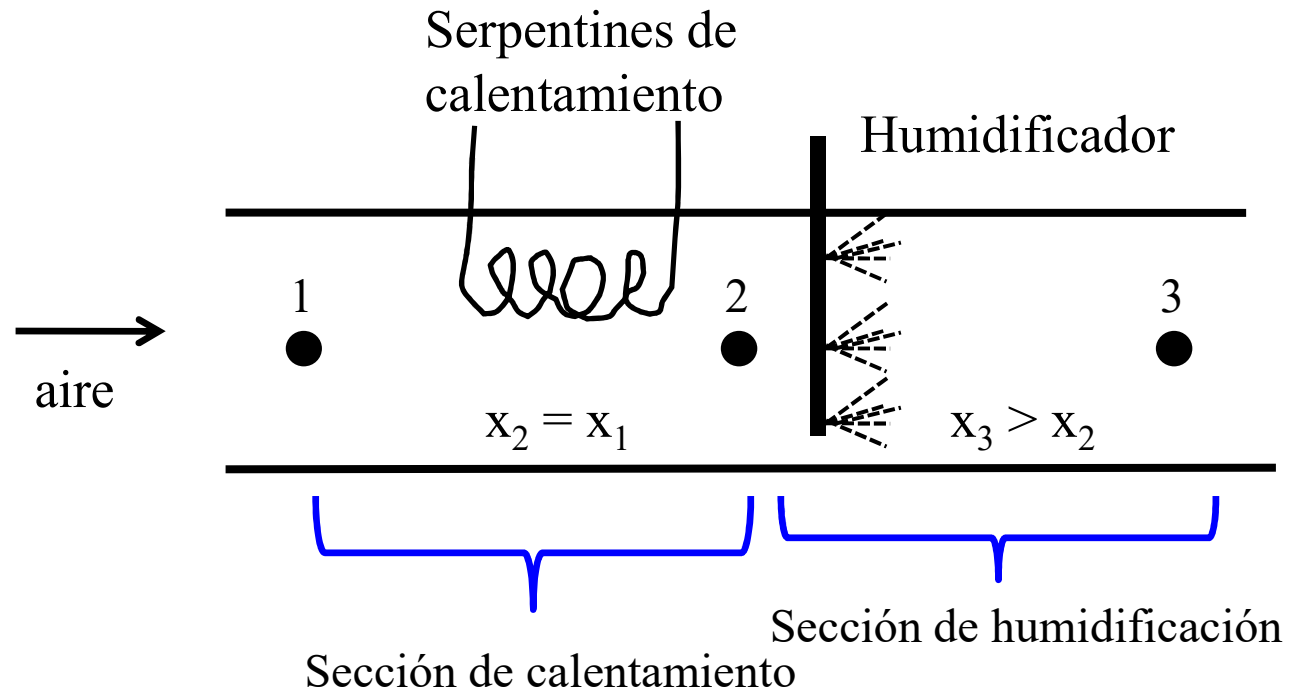 Serpentines de
calentamiento
Humidificador
1
2
3
aire
x₂ = x₁
x₃ > x₂
Sección de humidificación
Sección de calentamiento